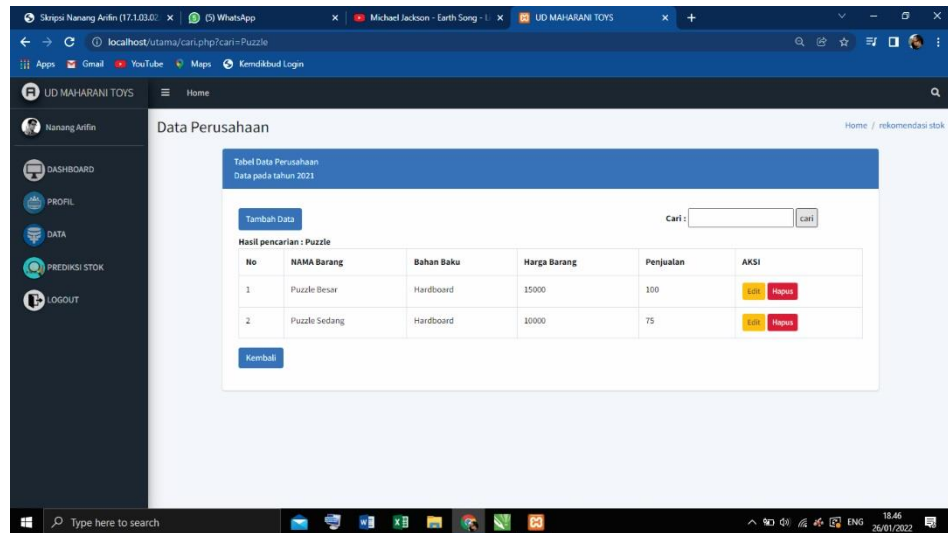 Skripsi Nanang Arifin (17.1.03.02
(5) WhatsApp
Michael Jackson - Earth Song - Li
UD MAHARANI TOYS
localhost/utama/cari.php?cari=Puzzle
Apps Gmail YouTube Maps Kemdikbud Login
UD MAHARANI TOYS
Home
Nanang Arifin
Data Perusahaan
Home / rekomendasi stok
DASHBOARD
PROFIL
DATA
PREDIKSI STOK
LOGOUT
Tabel Data Perusahaan
Data pada tahun 2021
Tambah Data
Cari : cari
Hasil pencarian : Puzzle
No NAMA Barang Bahan Baku Harga Barang Penjualan AKSI
1 Puzzle Besar Hardboard 15000 100 Edit Hapus
2 Puzzle Sedang Hardboard 10000 75 Edit Hapus
Kembali
Type here to search
ENG
18.46
26/01/2022